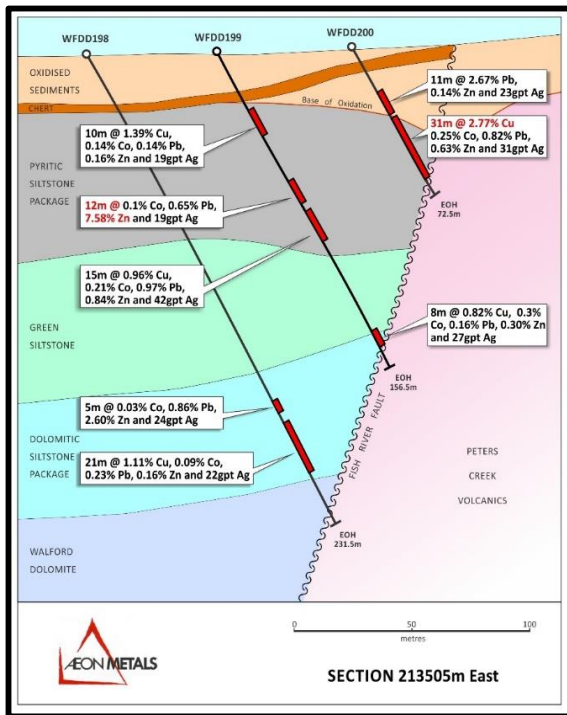 WFDD198
WFDD199
WFDD200
OXIDISED
SEDIMENTS
CHERT
Base of Oxidation
11m @ 2.67% Pb,
0.14% Zn and 23gpt Ag
31m @ 2.77% Cu
0.25% Co, 0.82% Pb,
0.63% Zn and 31gpt Ag
10m @ 1.39% Cu,
0.14% Co, 0.14% Pb,
0.16% Zn and 19gpt Ag
PYRITIC
SILTSTONE
PACKAGE
12m @ 0.1% Co, 0.65% Pb,
7.58% Zn and 19gpt Ag
EOH
72.5m
15m @ 0.96% Cu,
0.21% Co, 0.97% Pb,
0.84% Zn and 42gpt Ag
GREEN
SILTSTONE
8m @ 0.82% Cu, 0.3%
Co, 0.16% Pb, 0.30% Zn
and 27gpt Ag
EOH
156.5m
5m @ 0.03% Co, 0.86% Pb,
2.60% Zn and 24gpt Ag
DOLOMITIC
SILTSTONE
PACKAGE
21m @ 1.11% Cu, 0.09% Co,
0.23% Pb, 0.16% Zn and 22gpt Ag
FISH RIVER FAULT
PETERS
CREEK
VOLCANICS
EOH
231.5m
WALFORD
DOLOMITE
AEON METALS
0 50 100
metres
SECTION 213505m East